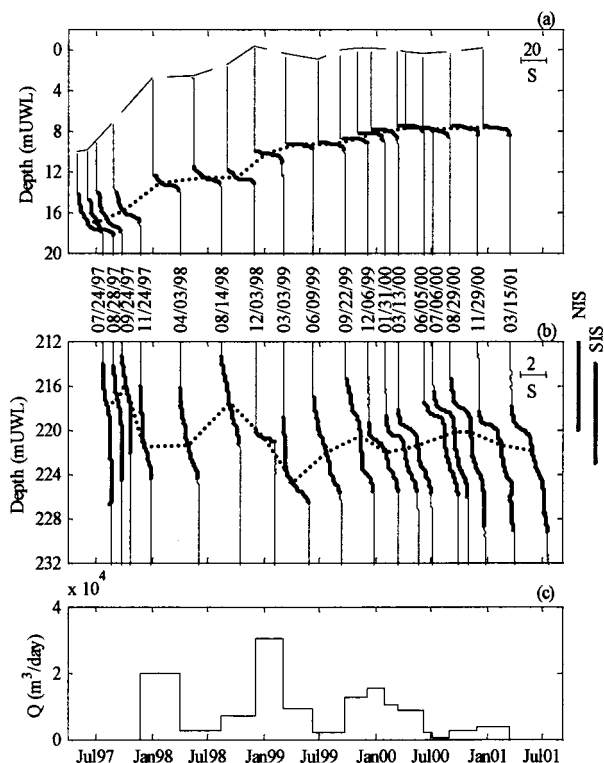 (a)
0
4
8
12
16
20
Depth (mUWL)
20
S
07/24/97
08/28/97
09/24/97
11/24/97
04/03/98
08/14/98
12/03/98
03/03/99
06/09/99
09/22/99
12/06/99
01/31/00
03/13/00
06/05/00
07/06/00
08/29/00
11/29/00
03/15/01
NIS
SIS
(b)
212
216
220
224
228
232
Depth (mUWL)
2
S
x 10⁴
(c)
4
2
0
Q (m³/day)
Jul97 Jan98 Jul98 Jan99 Jul99 Jan00 Jul00 Jan01 Jul01